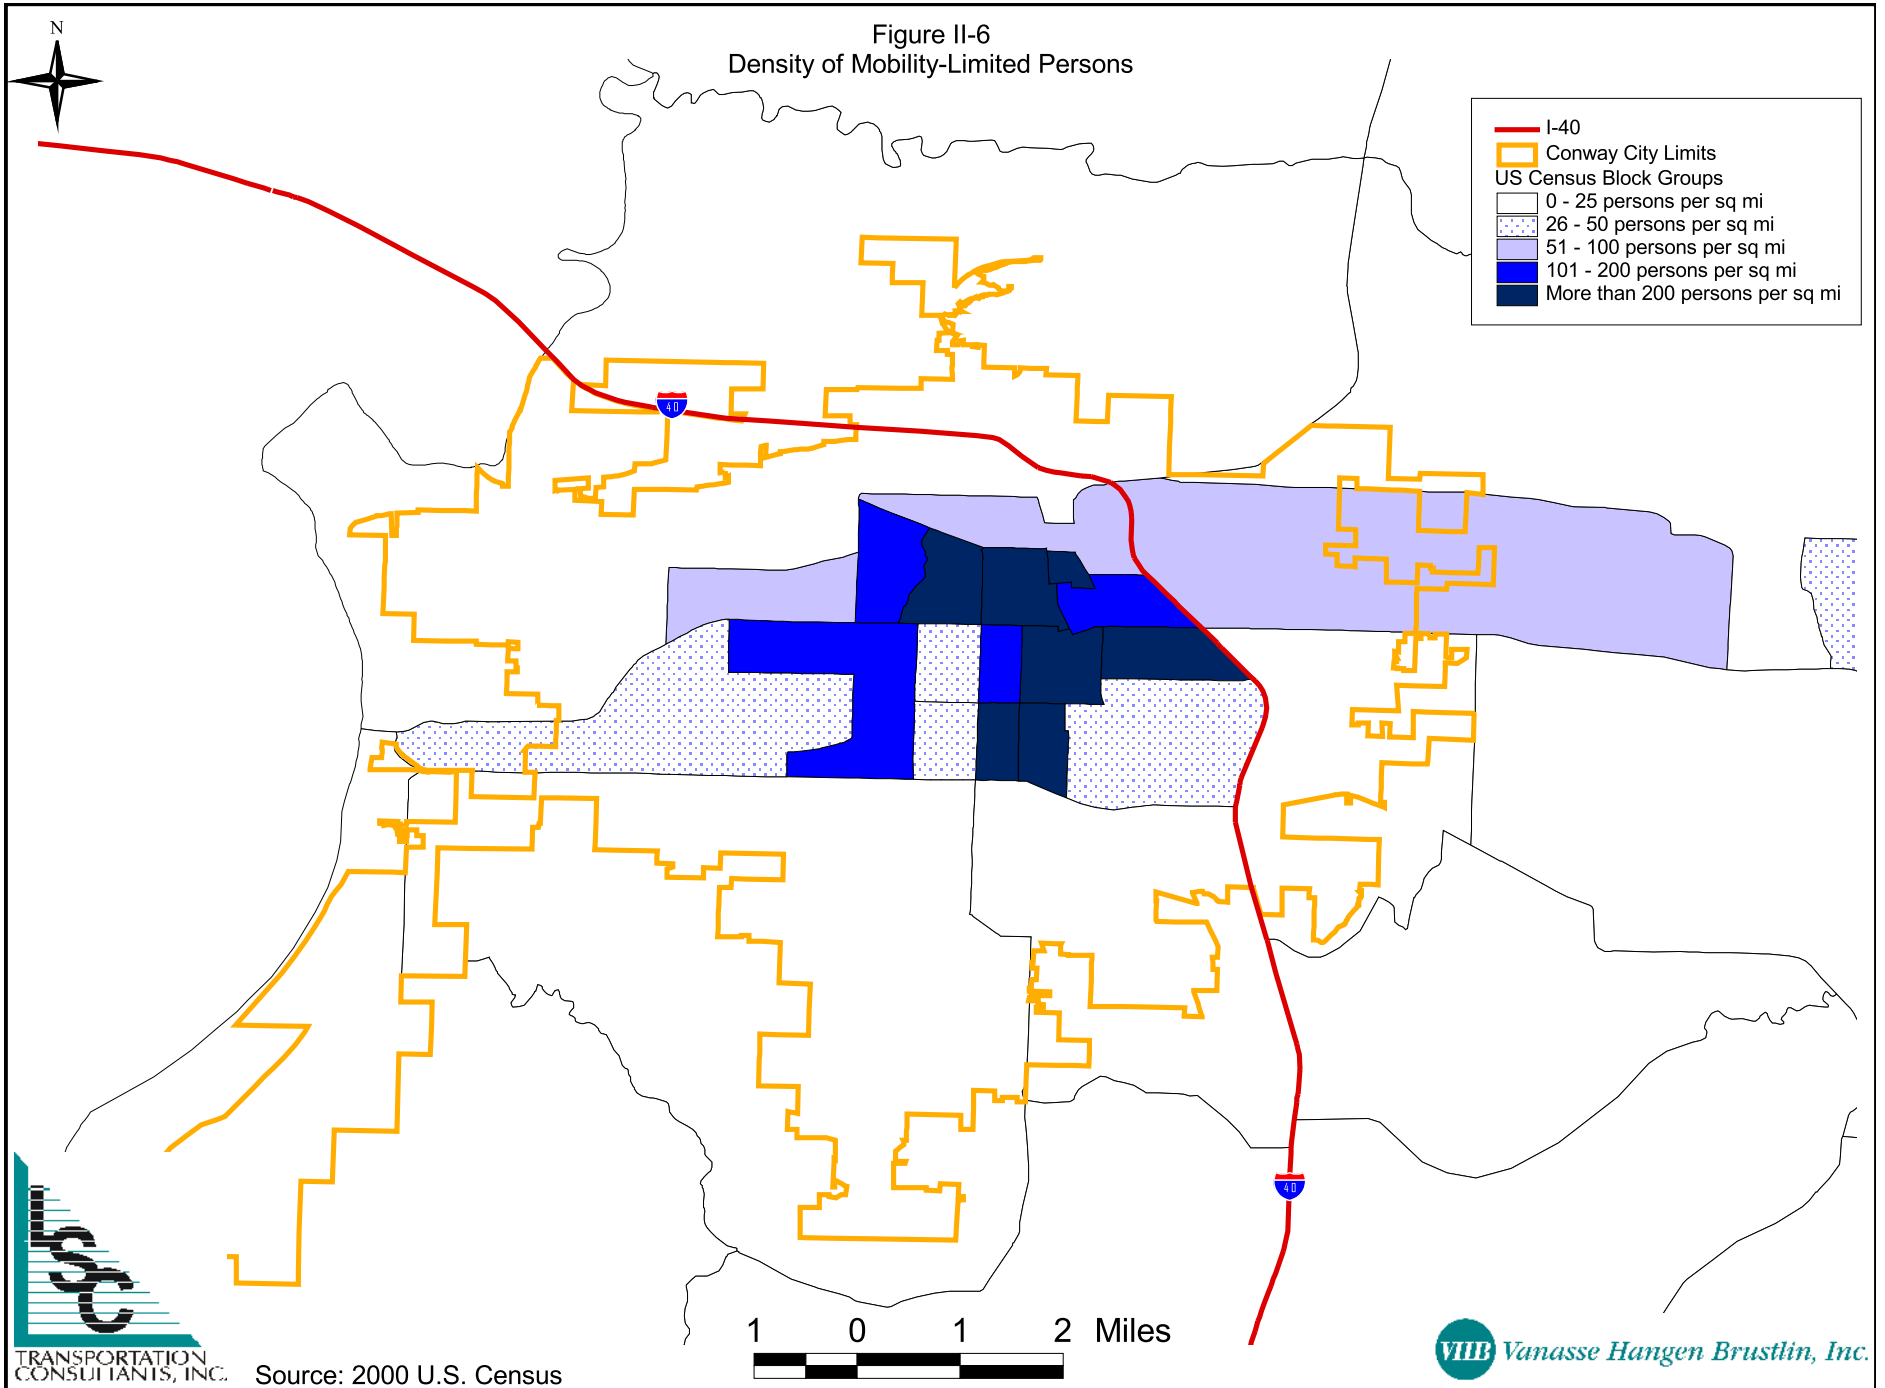 N
Figure II-6
Density of Mobility-Limited Persons
I-40
Conway City Limits
US Census Block Groups
0 - 25 persons per sq mi
26 - 50 persons per sq mi
51 - 100 persons per sq mi
101 - 200 persons per sq mi
More than 200 persons per sq mi
40
40
LSC
TRANSPORTATION
CONSULTANTS, INC.
Source: 2000 U.S. Census
1 0 1 2 Miles
VHB Vanasse Hangen Brustlin, Inc.